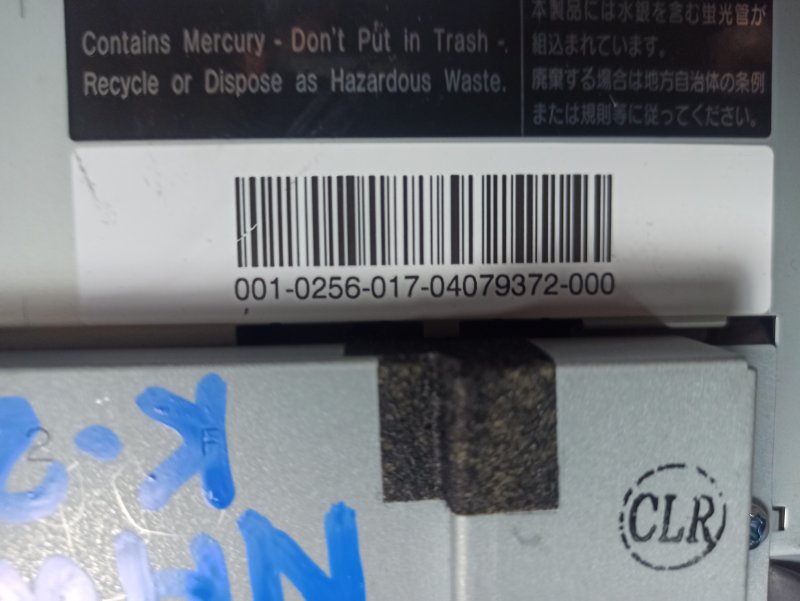 Contains Mercury - Don't Put in Trash -.
Recycle or Dispose as Hazardous Waste.
本製品には水銀を含む蛍光管が
組込まれています。
廃棄する場合は地方自治体の条例
または規則等に従ってください。
001-0256-017-04079372-000
K-2
2
F
CLR